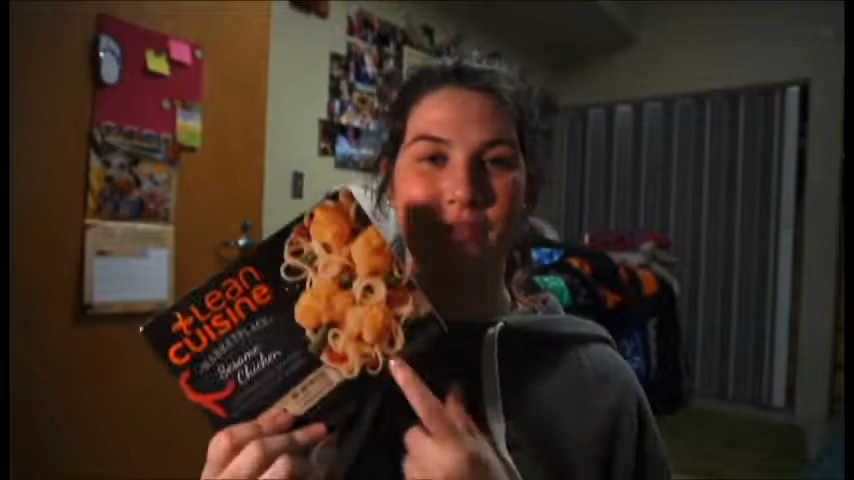 LEAN
CUISINE
MARKETPLACE
Sesame
Chicken